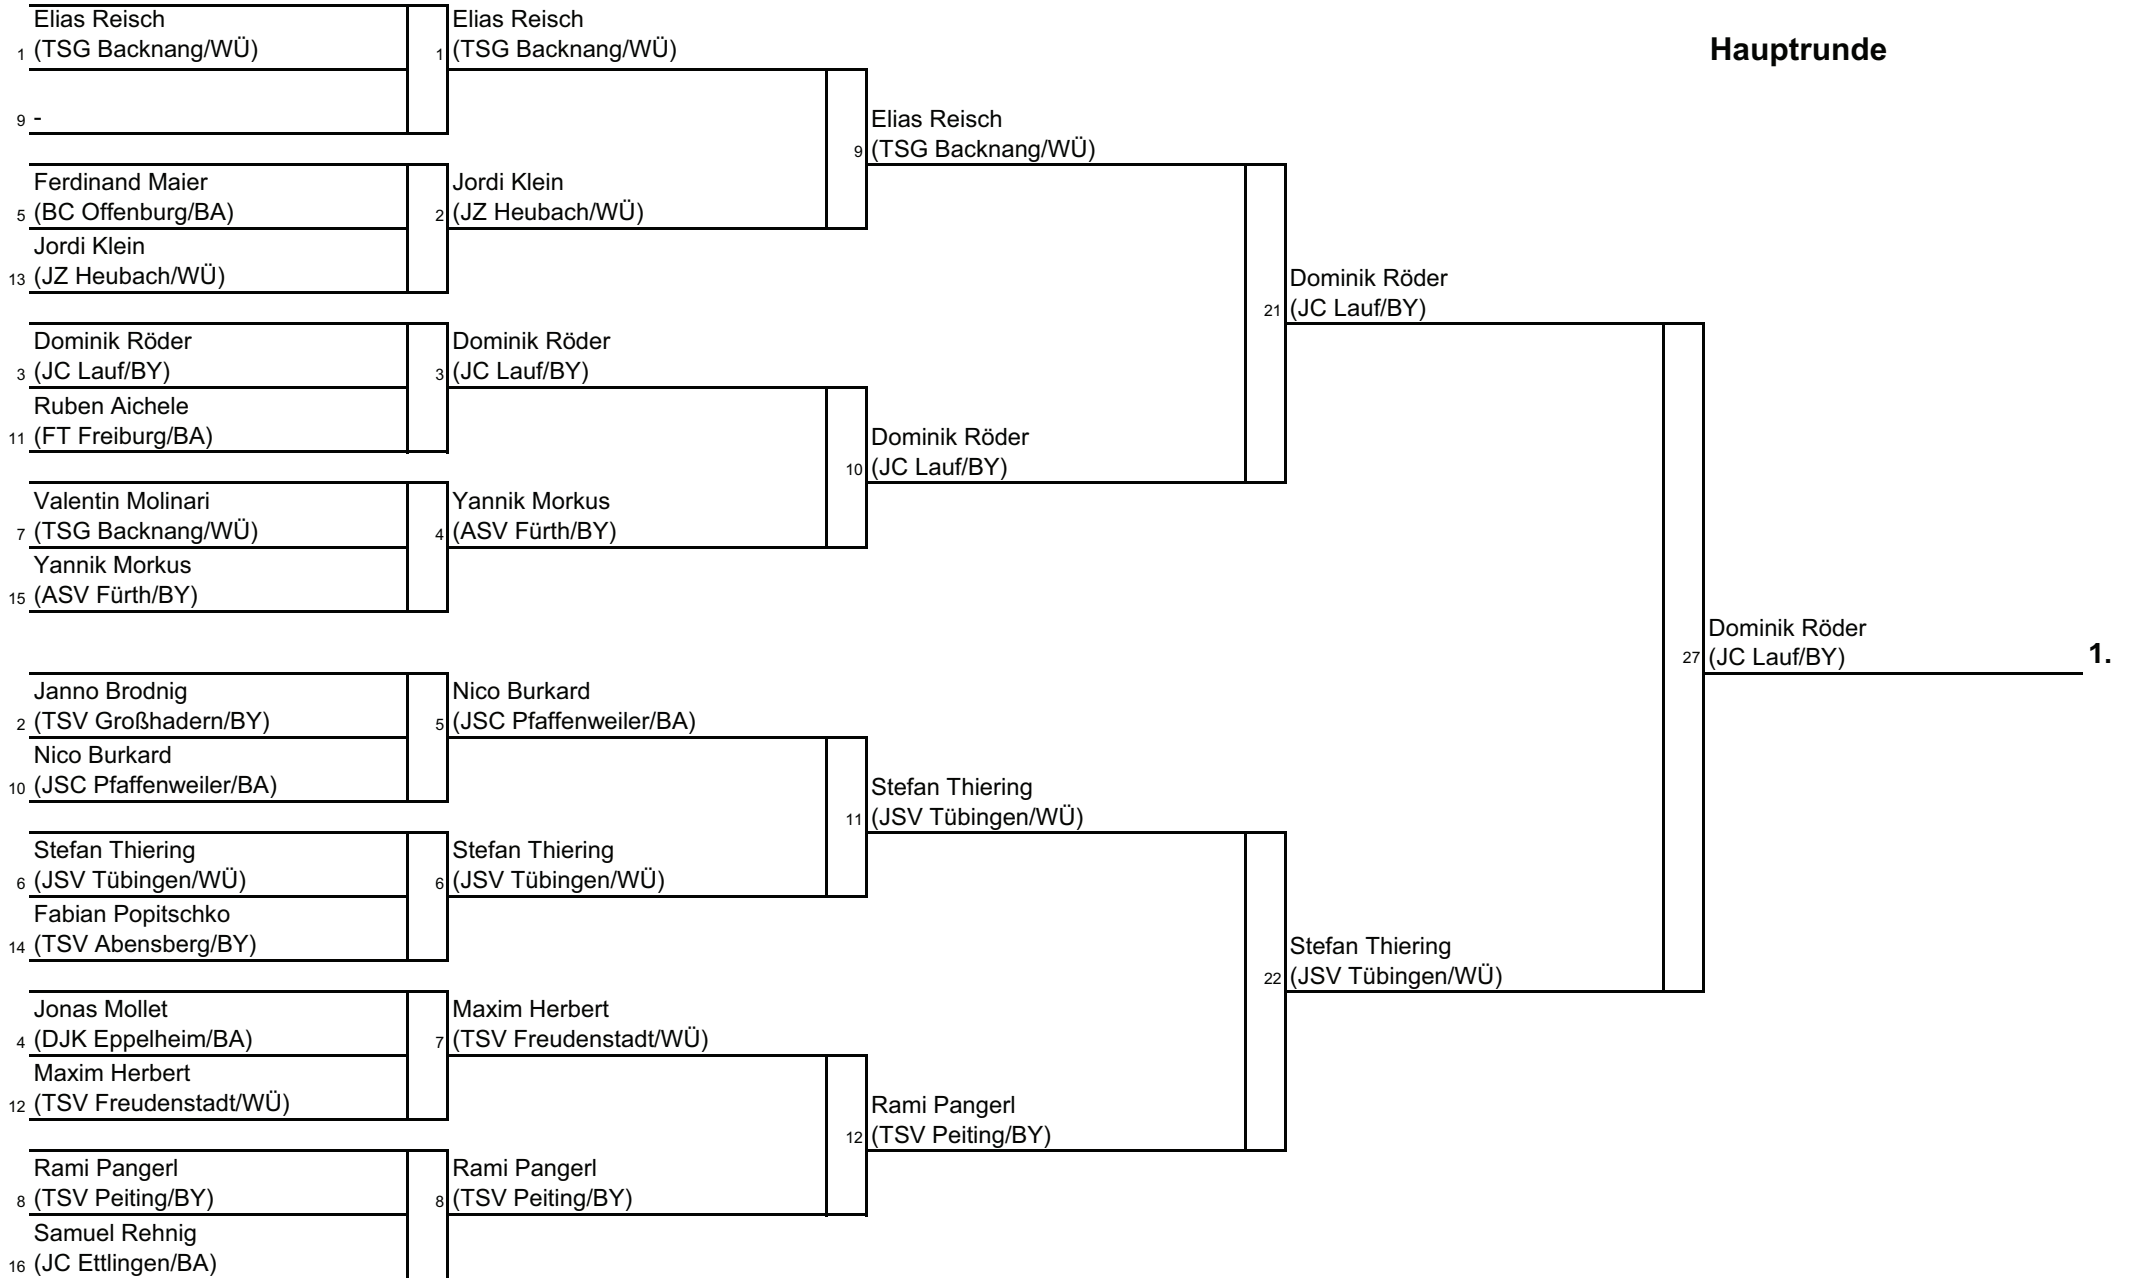 Hauptrunde
Elias Reisch
1 (TSG Backnang/WÜ)
9 -
Ferdinand Maier
5 (BC Offenburg/BA)
Jordi Klein
13 (JZ Heubach/WÜ)
Dominik Röder
3 (JC Lauf/BY)
Ruben Aichele
11 (FT Freiburg/BA)
Valentin Molinari
7 (TSG Backnang/WÜ)
Yannik Morkus
15 (ASV Fürth/BY)
Janno Brodnig
2 (TSV Großhadern/BY)
Nico Burkard
10 (JSC Pfaffenweiler/BA)
Stefan Thiering
6 (JSV Tübingen/WÜ)
Fabian Popitschko
14 (TSV Abensberg/BY)
Jonas Mollet
4 (DJK Eppelheim/BA)
Maxim Herbert
12 (TSV Freudenstadt/WÜ)
Rami Pangerl
8 (TSV Peiting/BY)
Samuel Rehnig
16 (JC Ettlingen/BA)
Elias Reisch
1 (TSG Backnang/WÜ)
Jordi Klein
2 (JZ Heubach/WÜ)
Dominik Röder
3 (JC Lauf/BY)
Yannik Morkus
4 (ASV Fürth/BY)
Nico Burkard
5 (JSC Pfaffenweiler/BA)
Stefan Thiering
6 (JSV Tübingen/WÜ)
Maxim Herbert
7 (TSV Freudenstadt/WÜ)
Rami Pangerl
8 (TSV Peiting/BY)
Elias Reisch
9 (TSG Backnang/WÜ)
Dominik Röder
10 (JC Lauf/BY)
Stefan Thiering
11 (JSV Tübingen/WÜ)
Rami Pangerl
12 (TSV Peiting/BY)
Dominik Röder
21 (JC Lauf/BY)
Stefan Thiering
22 (JSV Tübingen/WÜ)
Dominik Röder
27 (JC Lauf/BY) 1.